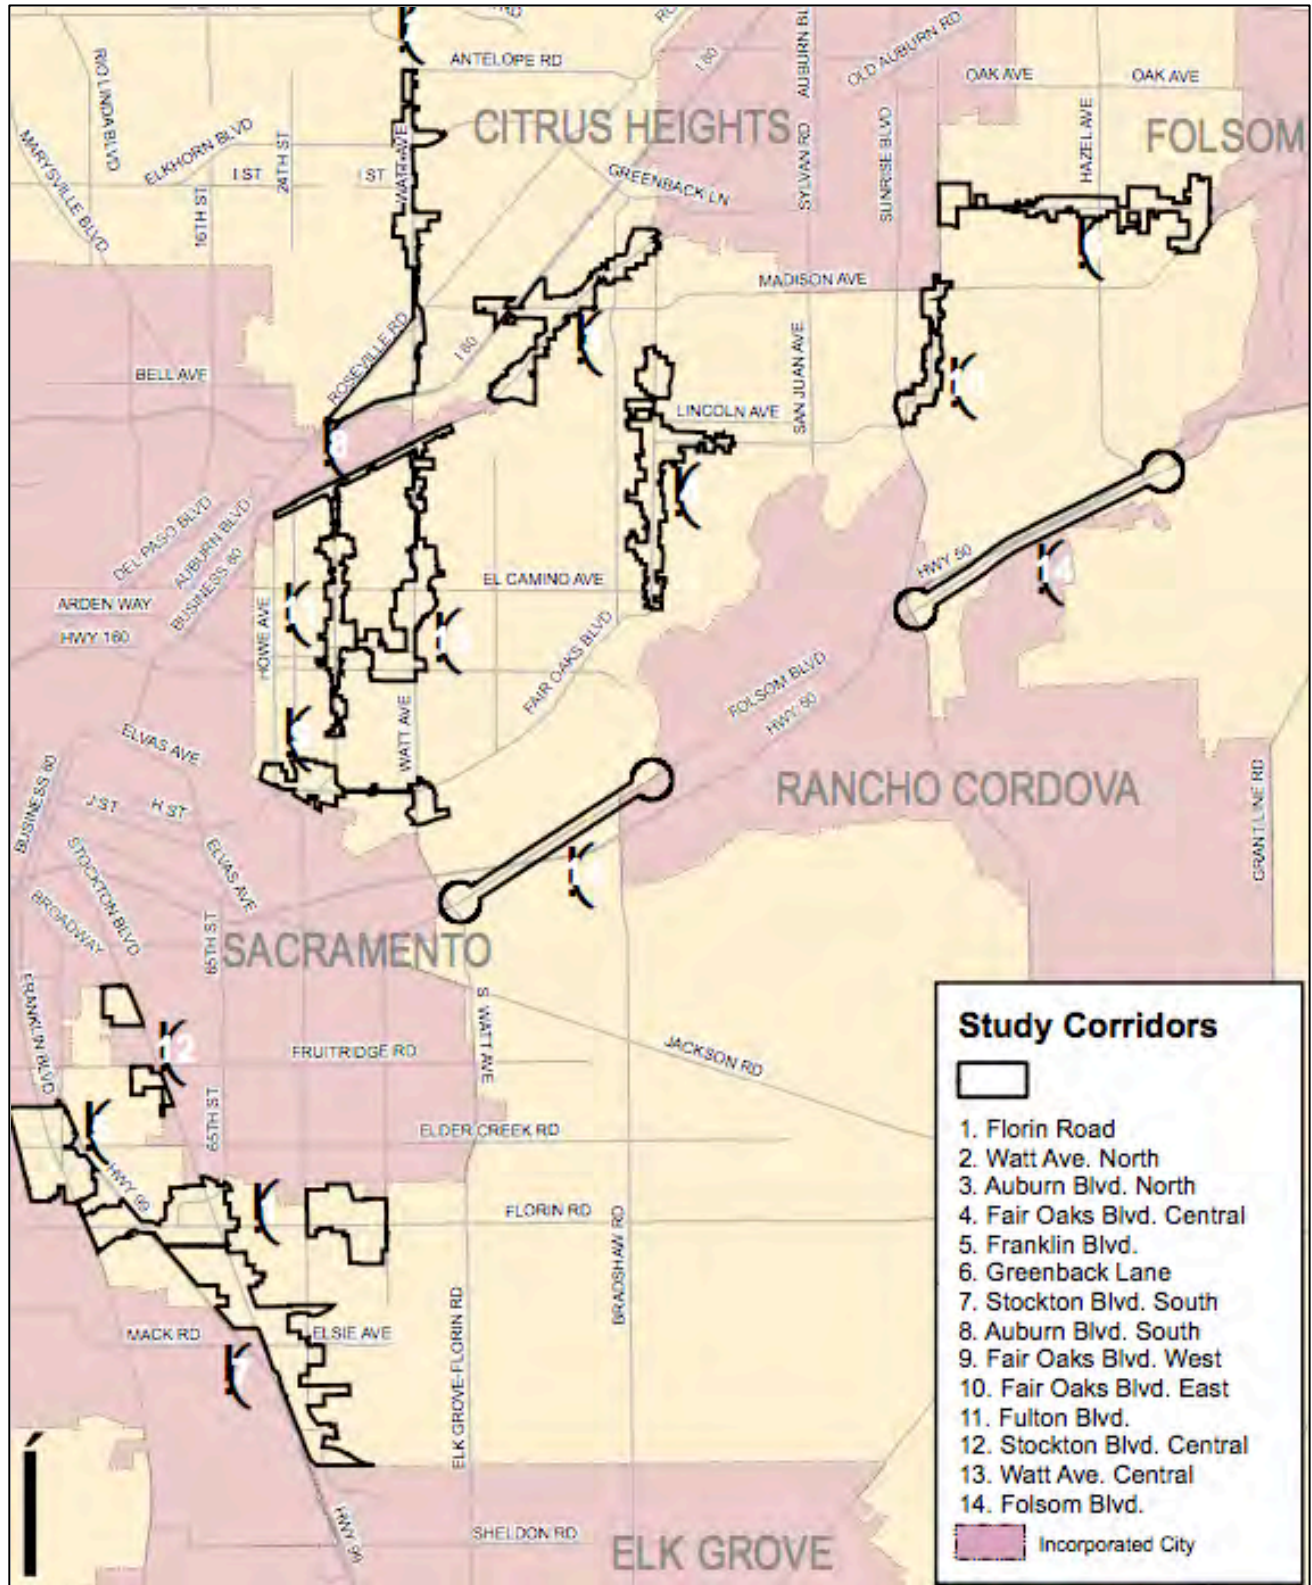 ANTELOPE RD
OLD AUBURN RD
AUBURN BL
I 80
OAK AVE
OAK AVE
RIO LINDA BLVD
CITRUS HEIGHTS
FOLSOM
HAZEL AVE
MARYSVILLE BLVD
ELKHORN BLVD
24TH ST
I ST
I ST
WATT AVE
GREENBACK LN
SYLVAN RD
SUNRISE BLVD
16TH ST
MADISON AVE
ROSEVILLE RD
I 80
BELL AVE
SAN JUAN AVE
LINCOLN AVE
8
DEL PASO BLVD
AUBURN BLVD
BUSINESS 80
HWY 50
14
EL CAMINO AVE
ARDEN WAY
HWY 160
HOWE AVE
FAIR OAKS BLVD
FOLSOM BLVD
HWY 50
WATT AVE
ELVAS AVE
RANCHO CORDOVA
BUSINESS 80
J ST
H ST
GRANT LINE RD
STOCKTON BLVD
ELVAS AVE
BROADWAY
65TH ST
SACRAMENTO
FRANKLIN BLVD
S WATT AVE
12
FRUITRIDGE RD
JACKSON RD
65TH ST
ELDER CREEK RD
HWY 99
FLORIN RD
BRADSHAW RD
MACK RD
ELSIE AVE
7
ELK GROVE-FLORIN RD
HWY 99
SHELDON RD
ELK GROVE
Study Corridors
1. Florin Road
2. Watt Ave. North
3. Auburn Blvd. North
4. Fair Oaks Blvd. Central
5. Franklin Blvd.
6. Greenback Lane
7. Stockton Blvd. South
8. Auburn Blvd. South
9. Fair Oaks Blvd. West
10. Fair Oaks Blvd. East
11. Fulton Blvd.
12. Stockton Blvd. Central
13. Watt Ave. Central
14. Folsom Blvd.
Incorporated City